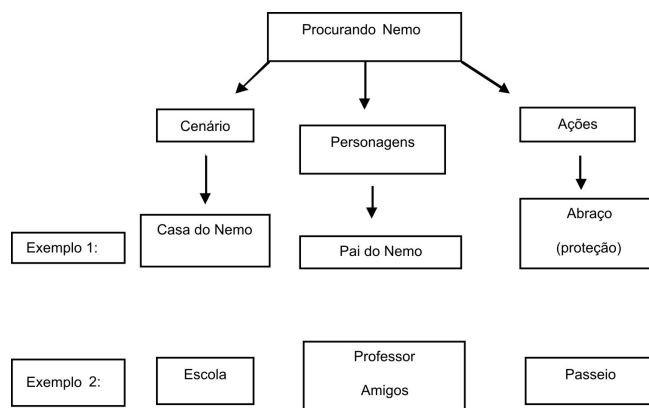 Procurando Nemo
Cenário
Personagens
Ações
Exemplo 1:
Casa do Nemo
Pai do Nemo
Abraço
(proteção)
Exemplo 2:
Escola
Professor
Amigos
Passeio